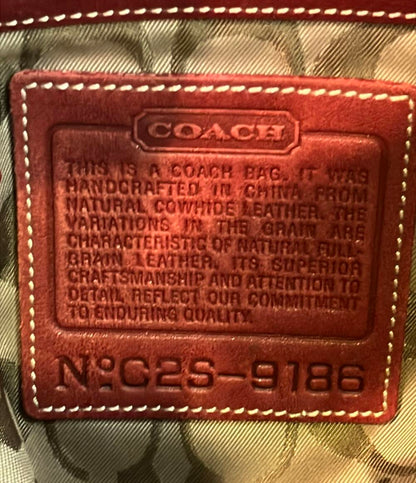 COACH
THIS IS A COACH BAG. IT WAS
HANDCRAFTED IN CHINA FROM
NATURAL COWHIDE LEATHER. THE
VARIATIONS IN THE GRAIN ARE
CHARACTERISTIC OF NATURAL FULL
GRAIN LEATHER. ITS SUPERIOR
CRAFTSMANSHIP AND ATTENTION TO
DETAIL REFLECT OUR COMMITMENT
TO ENDURING QUALITY.
No: C2S-9186